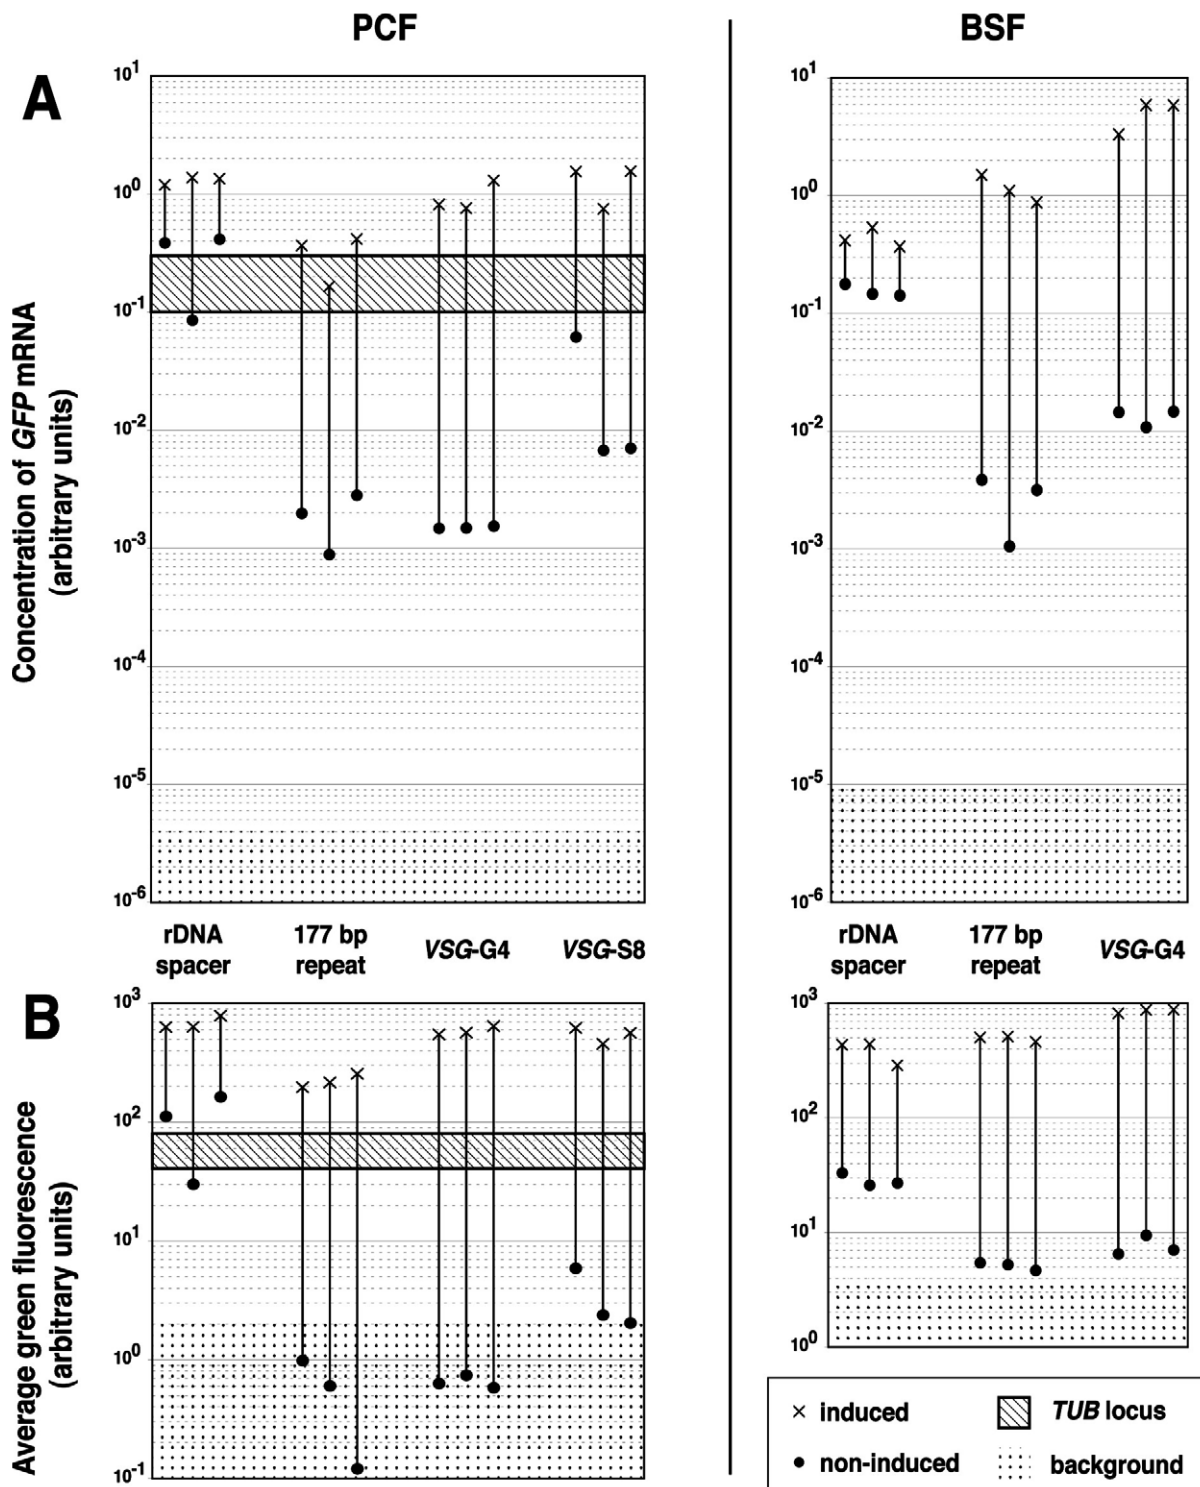 PCF
BSF
A
Concentration of GFP mRNA
(arbitrary units)
10^1
10^0
10^-1
10^-2
10^-3
10^-4
10^-5
10^-6
10^1
10^0
10^-1
10^-2
10^-3
10^-4
10^-5
10^-6
rDNA
spacer
177 bp
repeat
VSG-G4
VSG-S8
rDNA
spacer
177 bp
repeat
VSG-G4
B
Average green fluorescence
(arbitrary units)
10^3
10^2
10^1
10^0
10^-1
10^3
10^2
10^1
10^0
× induced
TUB locus
● non-induced
background